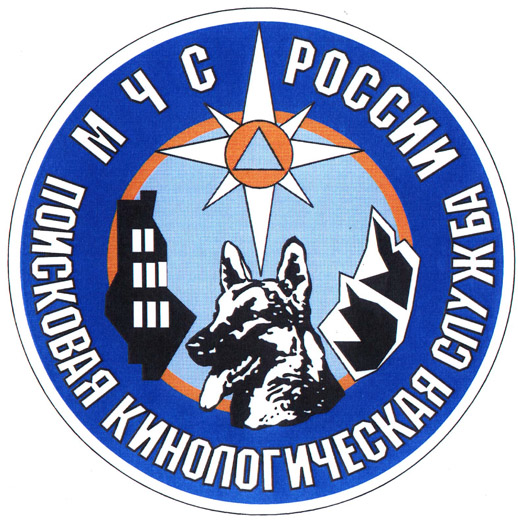 МЧС РОССИИ
ПОИСКОВАЯ КИНОЛОГИЧЕСКАЯ СЛУЖБА